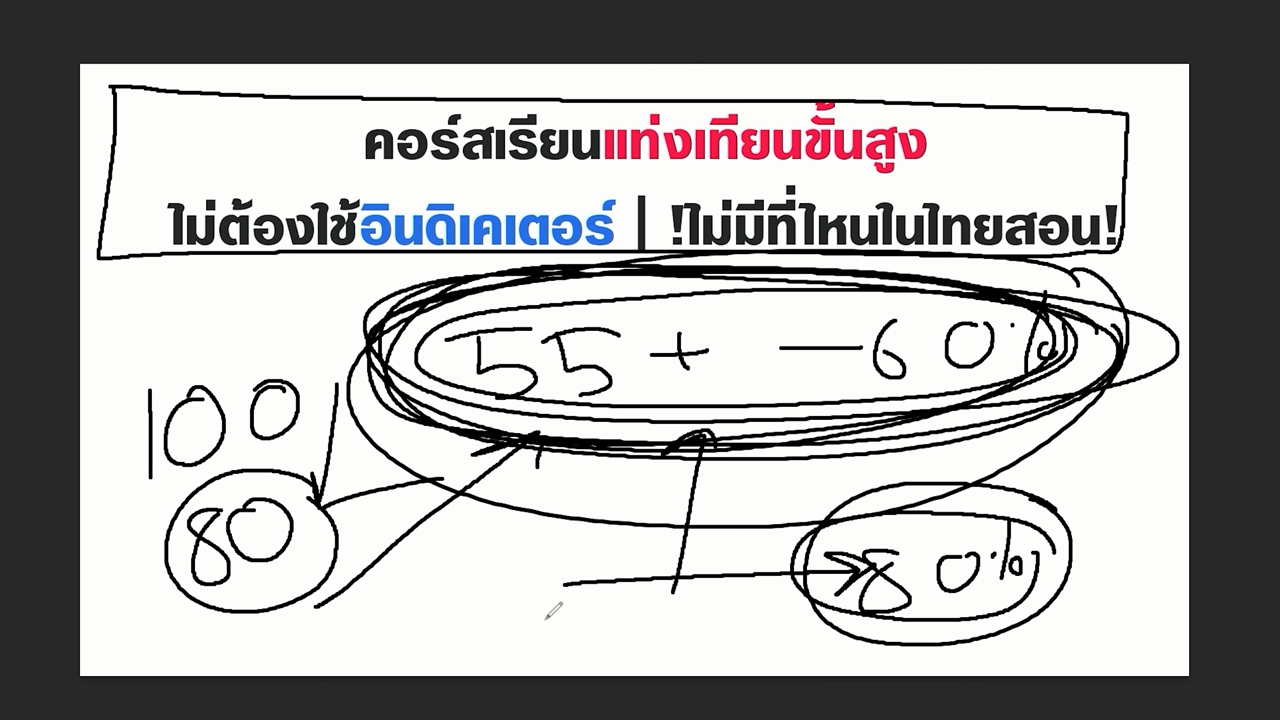 คอร์สเรียนแท่งเทียนขั้นสูง
ไม่ต้องใช้อินดิเคเตอร์ | !ไม่มีที่ไหนในไทยสอน!
55 + - 60%
100
80
80%